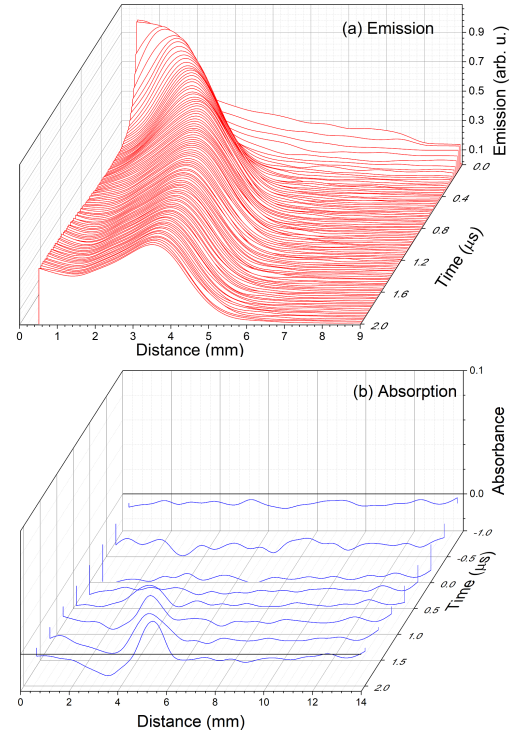 (a) Emission
0.9
0.7
0.5
0.3
0.1
Emission (arb. u.)
0.0
0.4
0.8
1.2
1.6
2.0
Time (μs)
0 1 2 3 4 5 6 7 8 9
Distance (mm)
(b) Absorption
0.1
0.0
Absorbance
-1.0
-0.5
0.0
0.5
1.0
1.5
2.0
Time (μs)
0 2 4 6 8 10 12 14
Distance (mm)